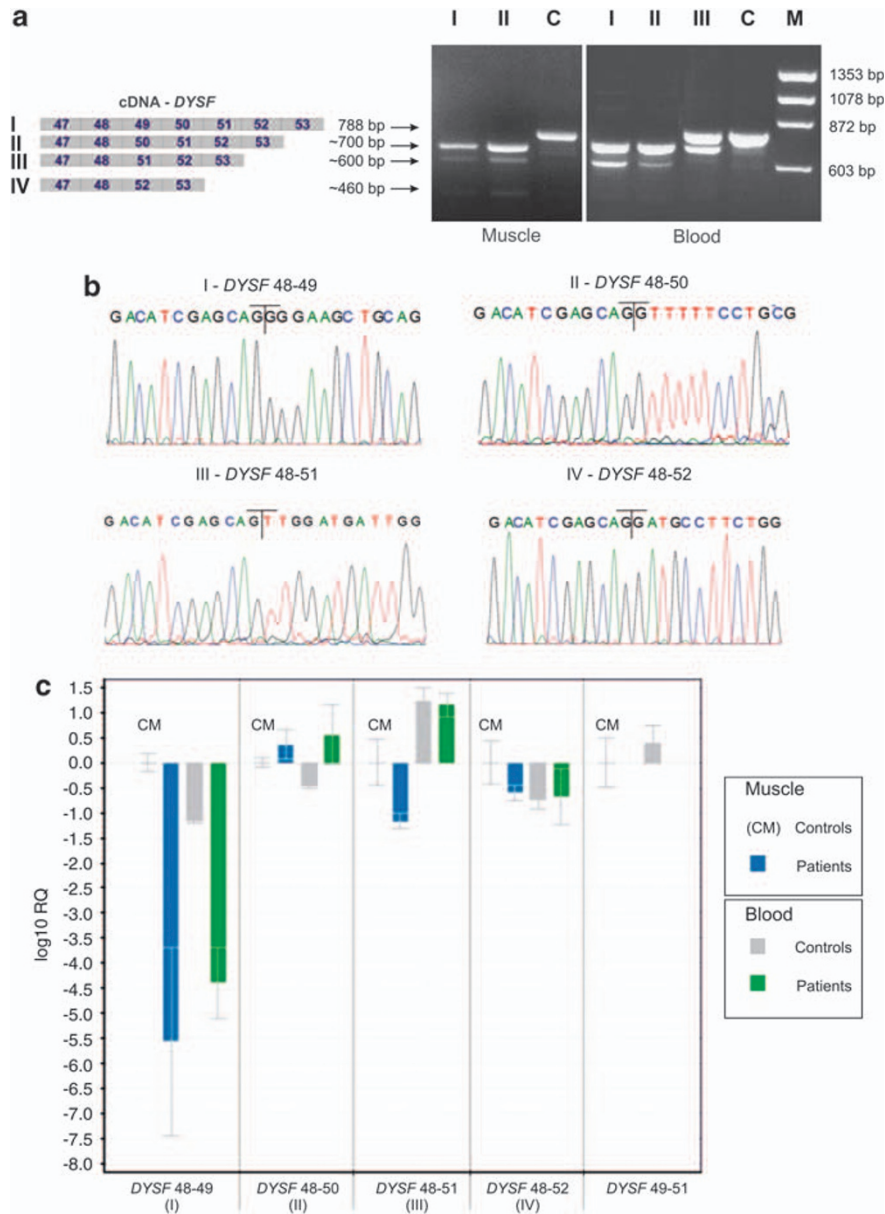 a
I II C I II III C M
cDNA - DYSF
I 47 48 49 50 51 52 53 788 bp
II 47 48 50 51 52 53 ~700 bp
III 47 48 51 52 53 ~600 bp
IV 47 48 52 53 ~460 bp
1353 bp
1078 bp
872 bp
603 bp
Muscle Blood
b
I - DYSF 48-49 II - DYSF 48-50
GACATCGAGCAGGGGAAGCTGCAG GACATCGAGCAGGTTTTTCCTGCG
III - DYSF 48-51 IV - DYSF 48-52
GACATCGAGCAGTTGGATGATTGG GACATCGAGCAGGATGCCTTCTGG
c
log10 RQ
1.5
1.0
0.5
0.0
-0.5
-1.0
-1.5
-2.0
-2.5
-3.0
-3.5
-4.0
-4.5
-5.0
-5.5
-6.0
-6.5
-7.0
-7.5
-8.0
CM CM CM CM CM
DYSF 48-49 DYSF 48-50 DYSF 48-51 DYSF 48-52 DYSF 49-51
(I) (II) (III) (IV)
Muscle
(CM) Controls
Patients
Blood
Controls
Patients